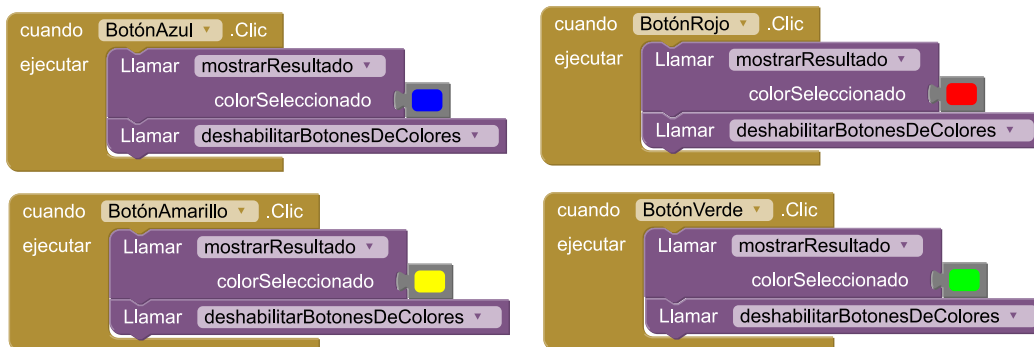 cuando BotónAzul .Clic
ejecutar Llamar mostrarResultado
colorSeleccionado
Llamar deshabilitarBotonesDeColores
cuando BotónRojo .Clic
ejecutar Llamar mostrarResultado
colorSeleccionado
Llamar deshabilitarBotonesDeColores
cuando BotónAmarillo .Clic
ejecutar Llamar mostrarResultado
colorSeleccionado
Llamar deshabilitarBotonesDeColores
cuando BotónVerde .Clic
ejecutar Llamar mostrarResultado
colorSeleccionado
Llamar deshabilitarBotonesDeColores